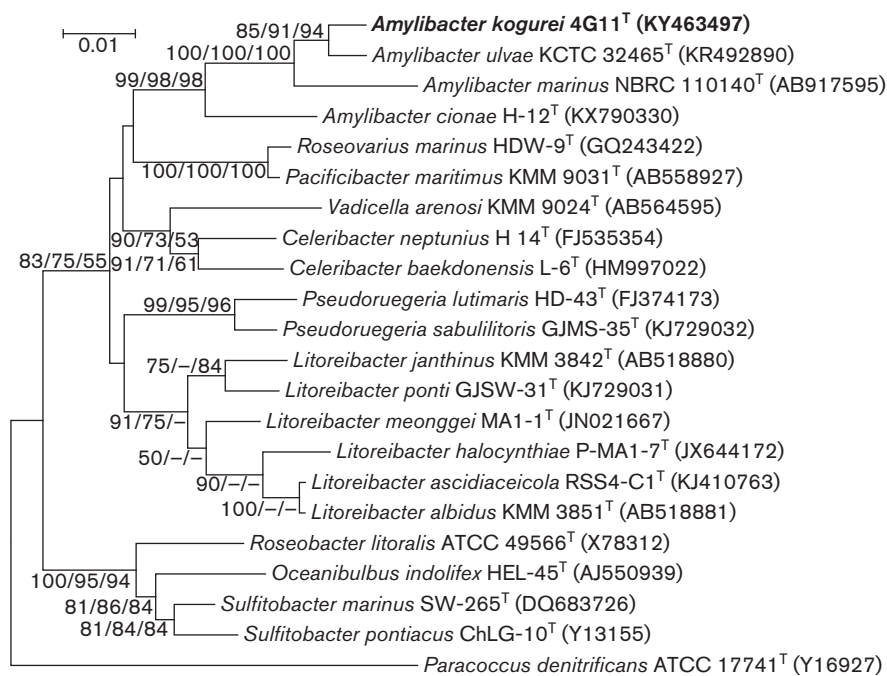 85/91/94
Amylibacter kogurei 4G11T (KY463497)
0.01
100/100/100
Amylibacter ulvae KCTC 32465T (KR492890)
99/98/98
Amylibacter marinus NBRC 110140T (AB917595)
Amylibacter cionae H-12T (KX790330)
Roseovarius marinus HDW-9T (GQ243422)
100/100/100
Pacificibacter maritimus KMM 9031T (AB558927)
Vadicella arenosi KMM 9024T (AB564595)
90/73/53
Celeribacter neptunius H 14T (FJ535354)
83/75/55
91/71/61
Celeribacter baekdonensis L-6T (HM997022)
99/95/96
Pseudoruegeria lutimaris HD-43T (FJ374173)
Pseudoruegeria sabulilitoris GJMS-35T (KJ729032)
75/–/84
Litoreibacter janthinus KMM 3842T (AB518880)
Litoreibacter ponti GJSW-31T (KJ729031)
91/75/–
Litoreibacter meonggei MA1-1T (JN021667)
50/–/–
Litoreibacter halocynthiae P-MA1-7T (JX644172)
90/–/–
Litoreibacter ascidiaceicola RSS4-C1T (KJ410763)
100/–/–
Litoreibacter albidus KMM 3851T (AB518881)
Roseobacter litoralis ATCC 49566T (X78312)
100/95/94
Oceanibulbus indolifex HEL-45T (AJ550939)
81/86/84
Sulfitobacter marinus SW-265T (DQ683726)
81/84/84
Sulfitobacter pontiacus ChLG-10T (Y13155)
Paracoccus denitrificans ATCC 17741T (Y16927)